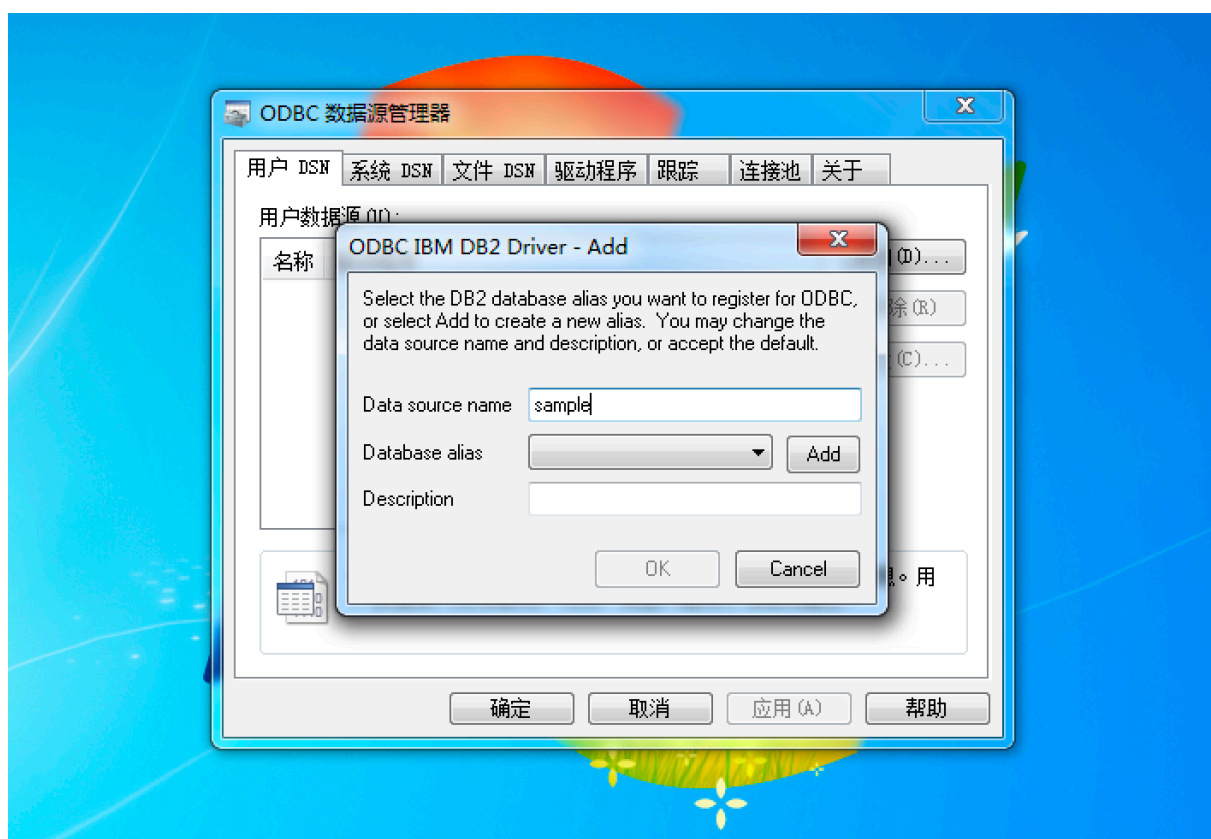 ODBC 数据源管理器
用户 DSN 系统 DSN 文件 DSN 驱动程序 跟踪 连接池 关于
用户数据源(U):
名称
(D)...
除(R)
(C)...
ODBC IBM DB2 Driver - Add
Select the DB2 database alias you want to register for ODBC,
or select Add to create a new alias. You may change the
data source name and description, or accept the default.
Data source name sample
Database alias Add
Description
OK Cancel
。用
确定 取消 应用(A) 帮助